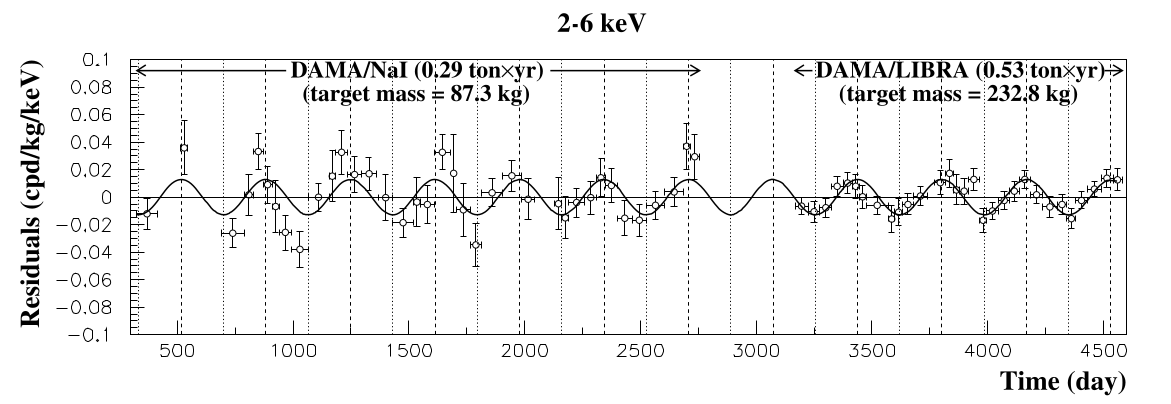 2-6 keV
Residuals (cpd/kg/keV)
0.1
0.08
0.06
0.04
0.02
0
-0.02
-0.04
-0.06
-0.08
-0.1
DAMA/NaI (0.29 ton×yr)
(target mass = 87.3 kg)
DAMA/LIBRA (0.53 ton×yr)
(target mass = 232.8 kg)
500 1000 1500 2000 2500 3000 3500 4000 4500
Time (day)